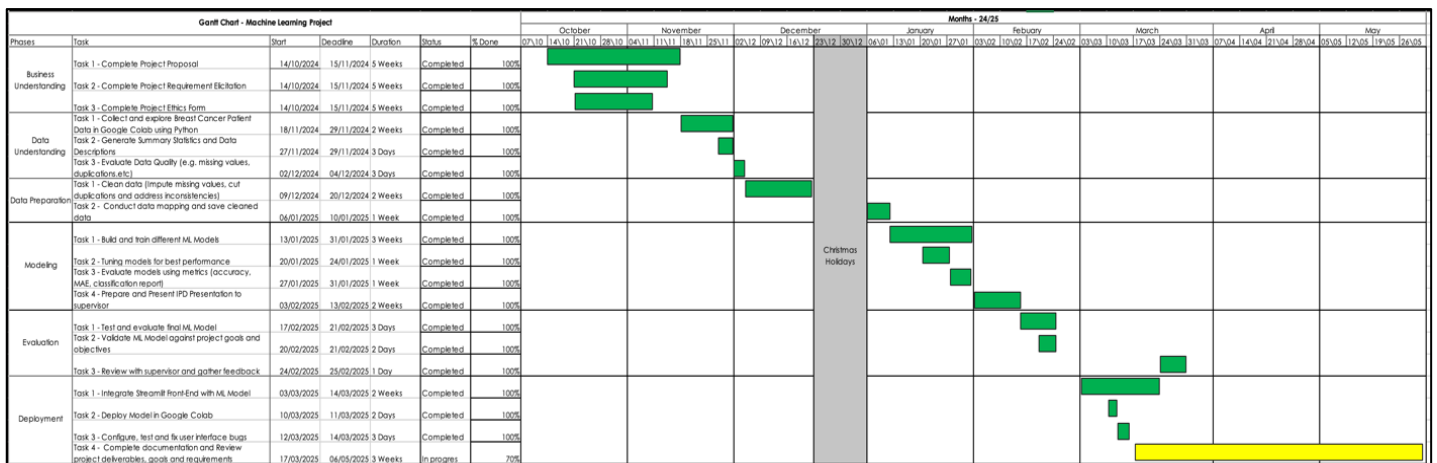 Gantt Chart - Machine Learning Project
Months - 24/25
October November December January Febuary March April May
Phases Task Start Deadline Duration Status % Done 07\10 14\10 21\10 28\10 04\11 11\11 18\11 25\11 02\12 09\12 16\12 23\12 30\12 06\01 13\01 20\01 27\01 03\02 10\02 17\02 24\02 03\03 10\03 17\03 24\03 31\03 07\04 14\04 21\04 28\04 05\05 12\05 19\05 26\05
Business
Understanding
Task 1 - Complete Project Proposal 14/10/2024 15/11/2024 5 Weeks Completed 100%
Task 2 - Complete Project Requirement Elicitation 14/10/2024 15/11/2024 5 Weeks Completed 100%
Task 3 - Complete Project Ethics Form 14/10/2024 15/11/2024 5 Weeks Completed 100%
Data
Understanding
Task 1 - Collect and explore Breast Cancer Patient
Data in Google Colab using Python 18/11/2024 29/11/2024 2 Weeks Completed 100%
Task 2 - Generate Summary Statistics and Data
Descriptions 27/11/2024 29/11/2024 3 Days Completed 100%
Task 3 - Evaluate Data Quality (e.g. missing values,
duplications.etc) 02/12/2024 04/12/2024 3 Days Completed 100%
Data Preparation
Task 1 - Clean data (Impute missing values, cut
duplications and address inconsistencies) 09/12/2024 20/12/2024 2 Weeks Completed 100%
Task 2 - Conduct data mapping and save cleaned
data 06/01/2025 10/01/2025 1 Week Completed 100%
Modeling
Task 1 - Build and train different ML Models 13/01/2025 31/01/2025 3 Weeks Completed 100%
Task 2 - Tuning models for best performance 20/01/2025 24/01/2025 1 Week Completed 100%
Task 3 - Evaluate models using metrics (accuracy,
MAE, classification report) 27/01/2025 31/01/2025 1 Week Completed 100%
Task 4 - Prepare and Present IPD Presentation to
supervisor 03/02/2025 13/02/2025 2 Weeks Completed 100%
Christmas
Holidays
Evaluation
Task 1 - Test and evaluate final ML Model 17/02/2025 21/02/2025 3 Days Completed 100%
Task 2 - Validate ML Model against project goals and
objectives 20/02/2025 21/02/2025 2 Days Completed 100%
Task 3 - Review with supervisor and gather feedback 24/02/2025 25/02/2025 1 Day Completed 100%
Deployment
Task 1 - Integrate Streamlit Front-End with ML Model 03/03/2025 14/03/2025 2 Weeks Completed 100%
Task 2 - Deploy Model in Google Colab 10/03/2025 11/03/2025 2 Days Completed 100%
Task 3 - Configure, test and fix user interface bugs 12/03/2025 14/03/2025 3 Days Completed 100%
Task 4 - Complete documentation and Review
project deliverables, goals and requirements 17/03/2025 06/05/2025 3 Weeks In progres 70%